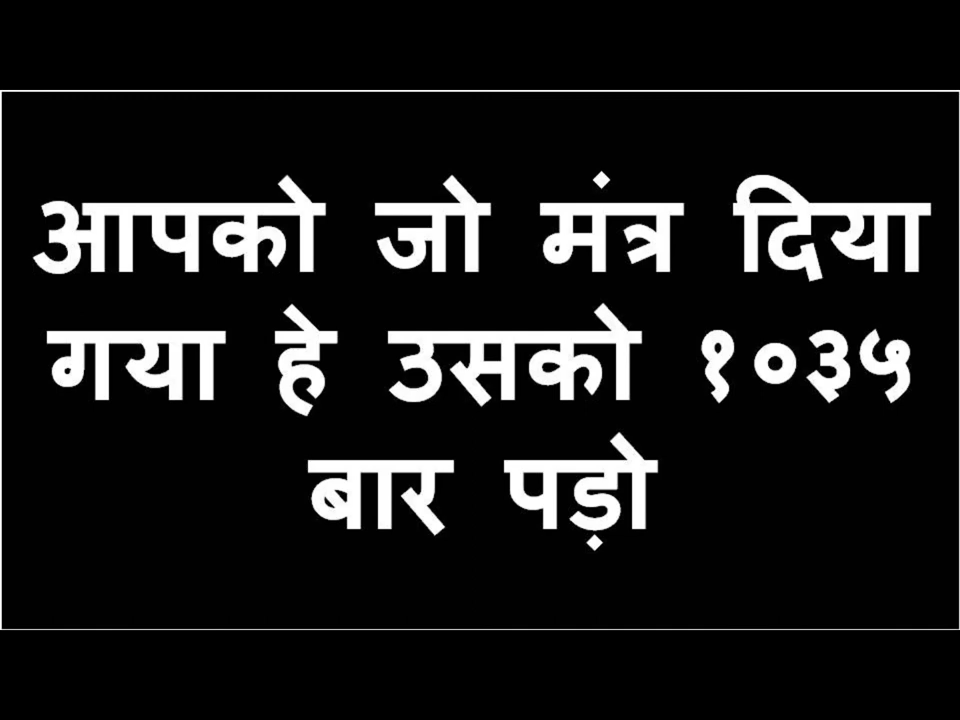 आपको जो मंत्र दिया
गया हे उसको १०३५
बार पड़ो